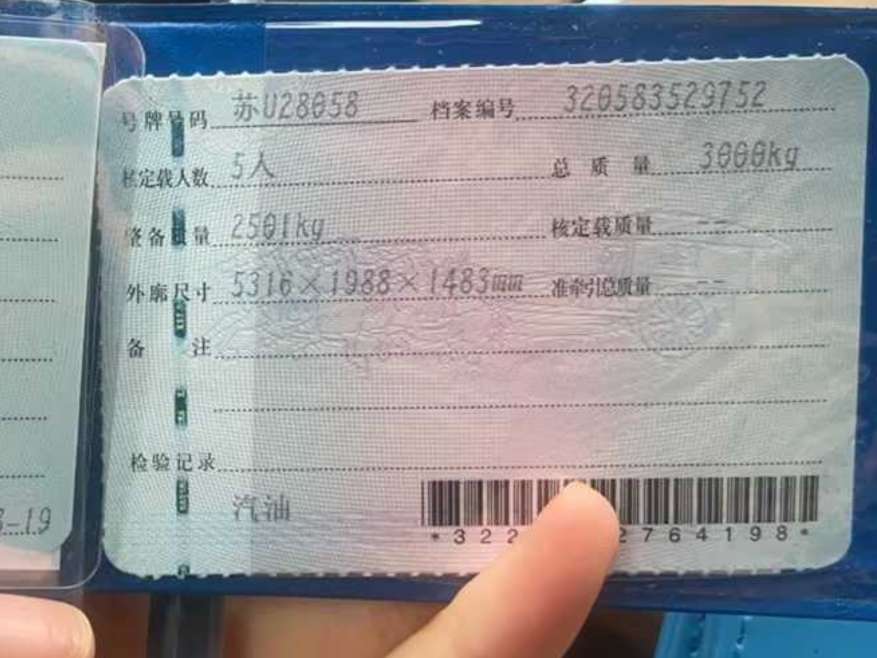 号牌号码 苏U28058 档案编号 320583529752
核定载人数 5人 总质量 3000kg
整备质量 2501kg 核定载质量 --
外廓尺寸 5316×1988×1483mm 准牵引总质量 --
备注
检验记录
汽油
*322 2764198*
-19